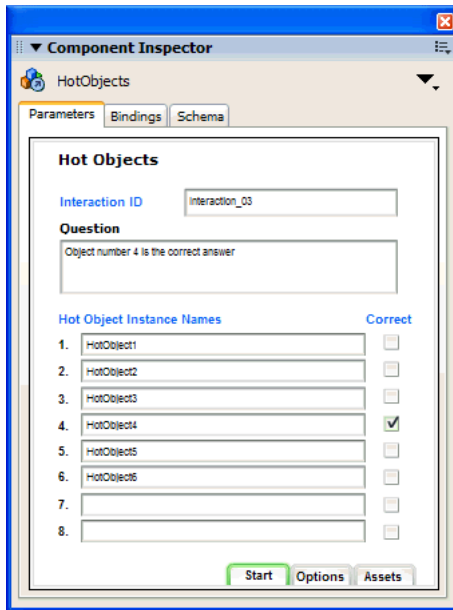 Component Inspector
HotObjects
Parameters Bindings Schema
Hot Objects
Interaction ID Interaction_03
Question
Object number 4 is the correct answer
Hot Object Instance Names Correct
1. HotObject1
2. HotObject2
3. HotObject3
4. HotObject4
5. HotObject5
6. HotObject6
7.
8.
Start Options Assets